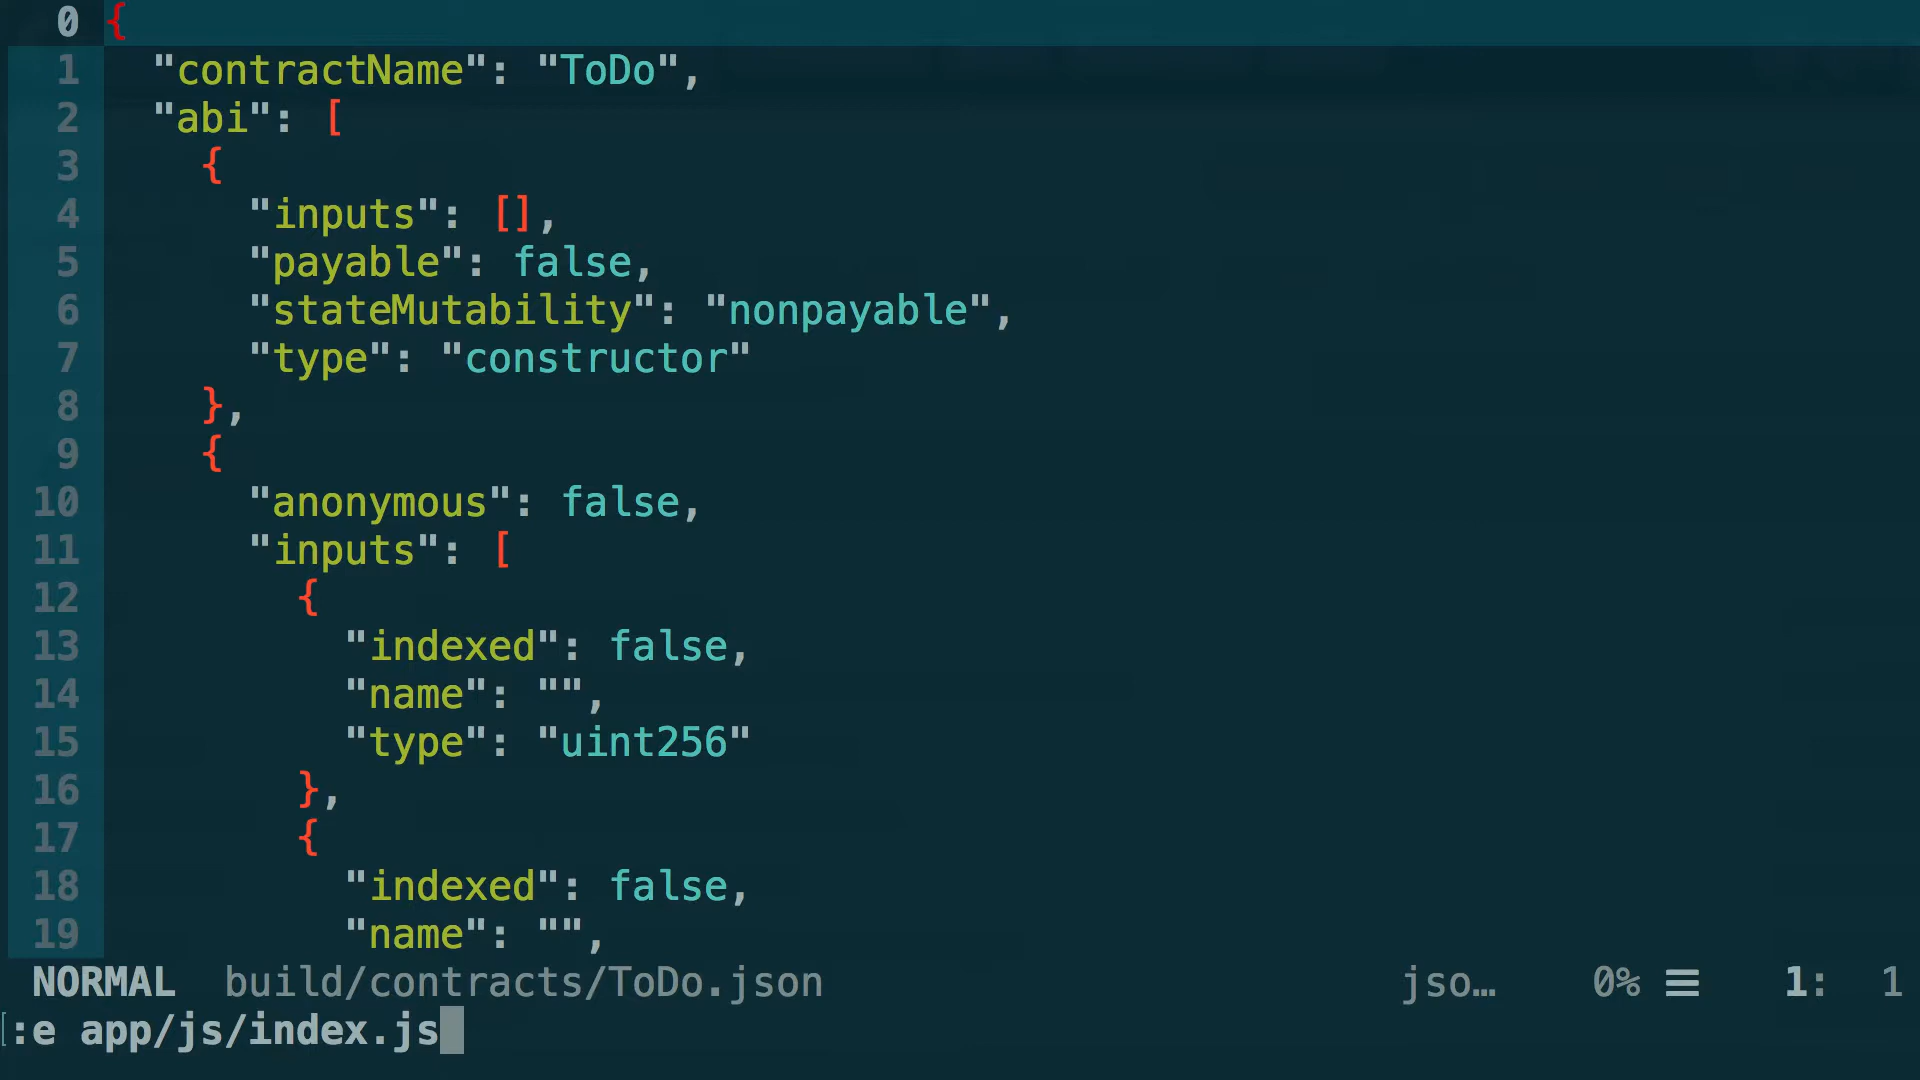 0 {
1 "contractName": "ToDo",
2 "abi": [
3 {
4 "inputs": [],
5 "payable": false,
6 "stateMutability": "nonpayable",
7 "type": "constructor"
8 },
9 {
10 "anonymous": false,
11 "inputs": [
12 {
13 "indexed": false,
14 "name": "",
15 "type": "uint256"
16 },
17 {
18 "indexed": false,
19 "name": "",
NORMAL build/contracts/ToDo.json jso… 0% ☰ 1: 1
:e app/js/index.js